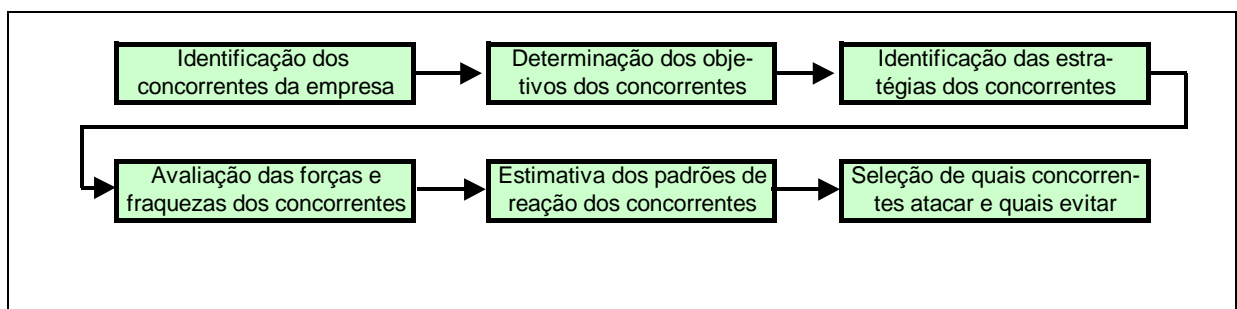 Identificação dos
concorrentes da empresa
Determinação dos obje-
tivos dos concorrentes
Identificação das estra-
tégias dos concorrentes
Avaliação das forças e
fraquezas dos concorrentes
Estimativa dos padrões de
reação dos concorrentes
Seleção de quais concorren-
tes atacar e quais evitar